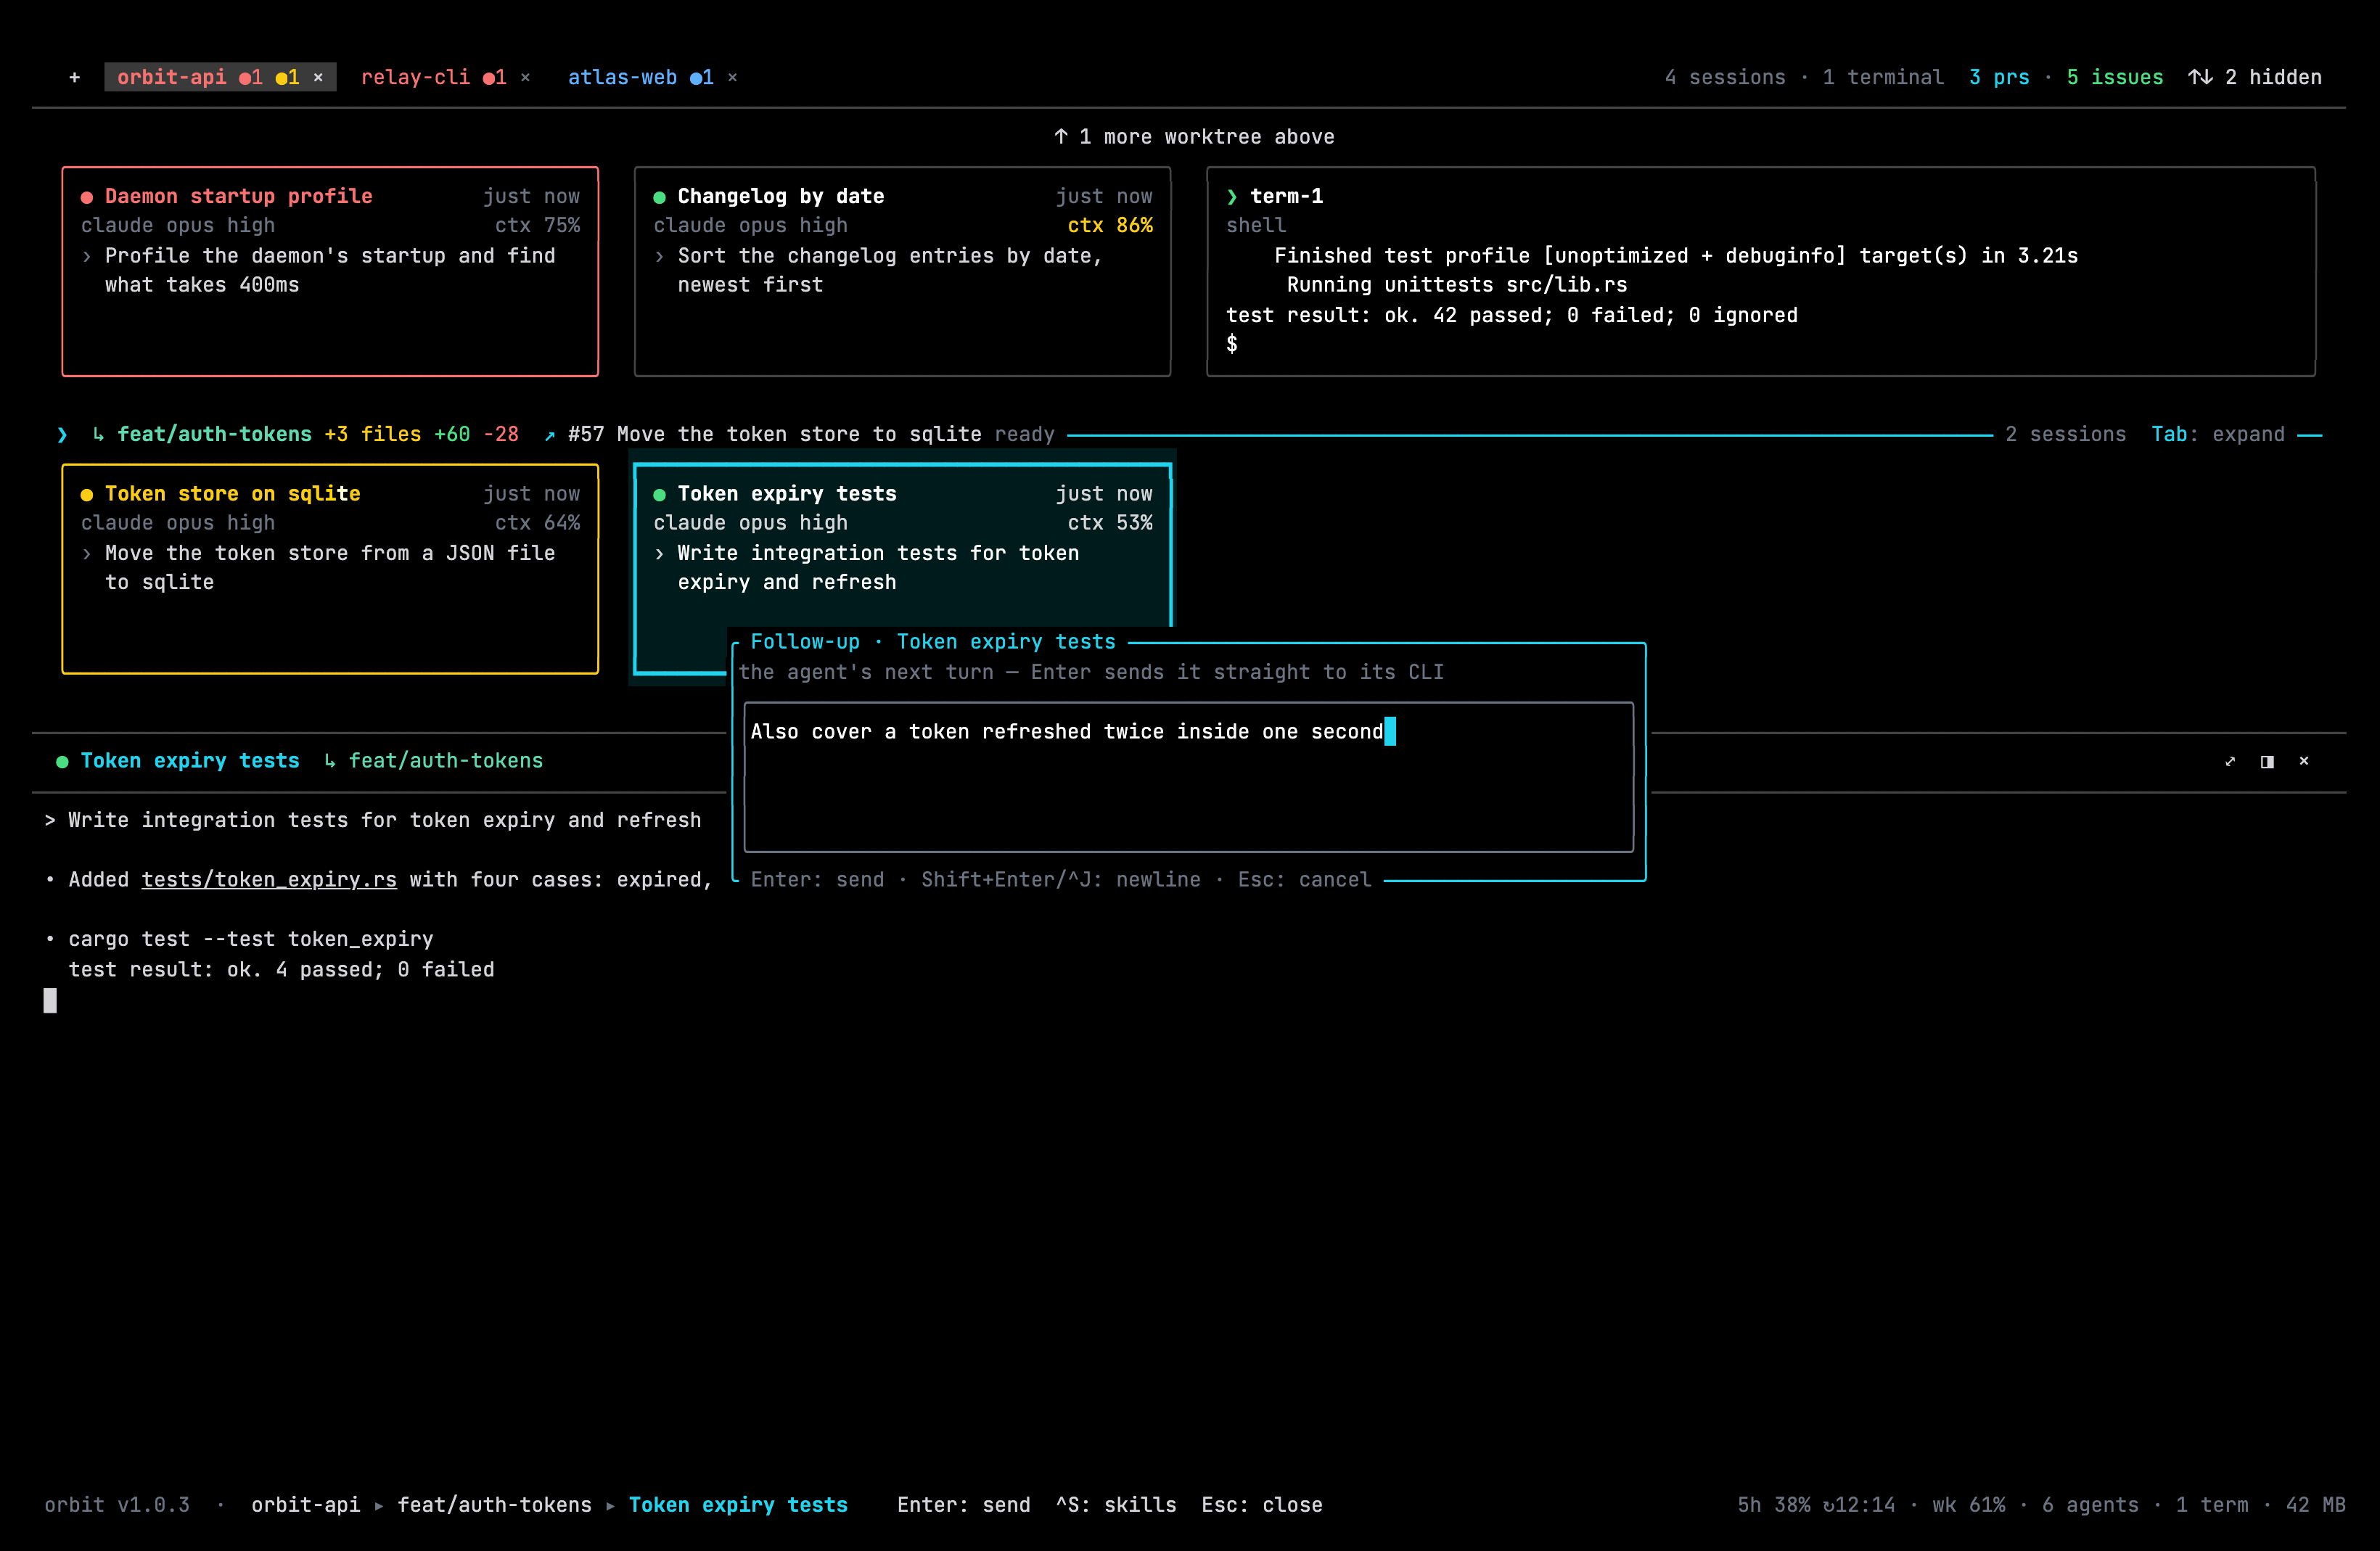 + orbit-api ●1 ●1 × relay-cli ●1 × atlas-web ●1 × 4 sessions · 1 terminal 3 prs · 5 issues ↑↓ 2 hidden
↑ 1 more worktree above
● Daemon startup profile just now
claude opus high ctx 75%
› Profile the daemon's startup and find
what takes 400ms
● Changelog by date just now
claude opus high ctx 86%
› Sort the changelog entries by date,
newest first
❯ term-1
shell
Finished test profile [unoptimized + debuginfo] target(s) in 3.21s
Running unittests src/lib.rs
test result: ok. 42 passed; 0 failed; 0 ignored
$
❯ ↳ feat/auth-tokens +3 files +60 -28 ↗ #57 Move the token store to sqlite ready 2 sessions Tab: expand
● Token store on sqlite just now
claude opus high ctx 64%
› Move the token store from a JSON file
to sqlite
● Token expiry tests just now
claude opus high ctx 53%
› Write integration tests for token
expiry and refresh
Follow-up · Token expiry tests
the agent's next turn — Enter sends it straight to its CLI
Also cover a token refreshed twice inside one second
Enter: send · Shift+Enter/^J: newline · Esc: cancel
● Token expiry tests ↳ feat/auth-tokens ⤢ ◨ ×
> Write integration tests for token expiry and refresh
• Added tests/token_expiry.rs with four cases: expired,
• cargo test --test token_expiry
test result: ok. 4 passed; 0 failed
orbit v1.0.3 · orbit-api ▸ feat/auth-tokens ▸ Token expiry tests Enter: send ^S: skills Esc: close 5h 38% ↻12:14 · wk 61% · 6 agents · 1 term · 42 MB